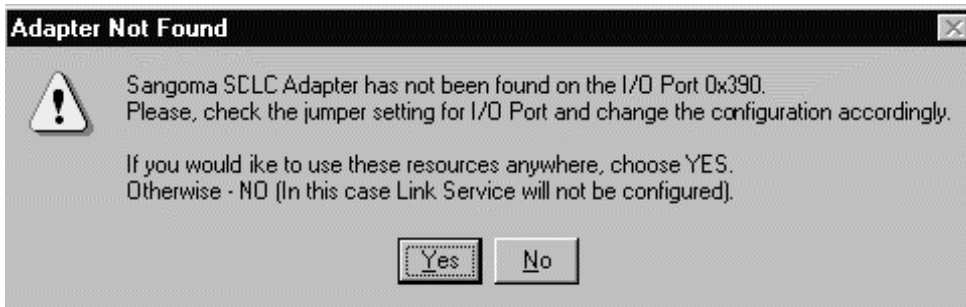 Adapter Not Found
Sangoma SDLC Adapter has not been found on the I/O Port 0x390.
Please, check the jumper setting for I/O Port and change the configuration accordingly.
If you would ike to use these resources anywhere, choose YES.
Otherwise - NO (In this case Link Service will not be configured).
Yes
No